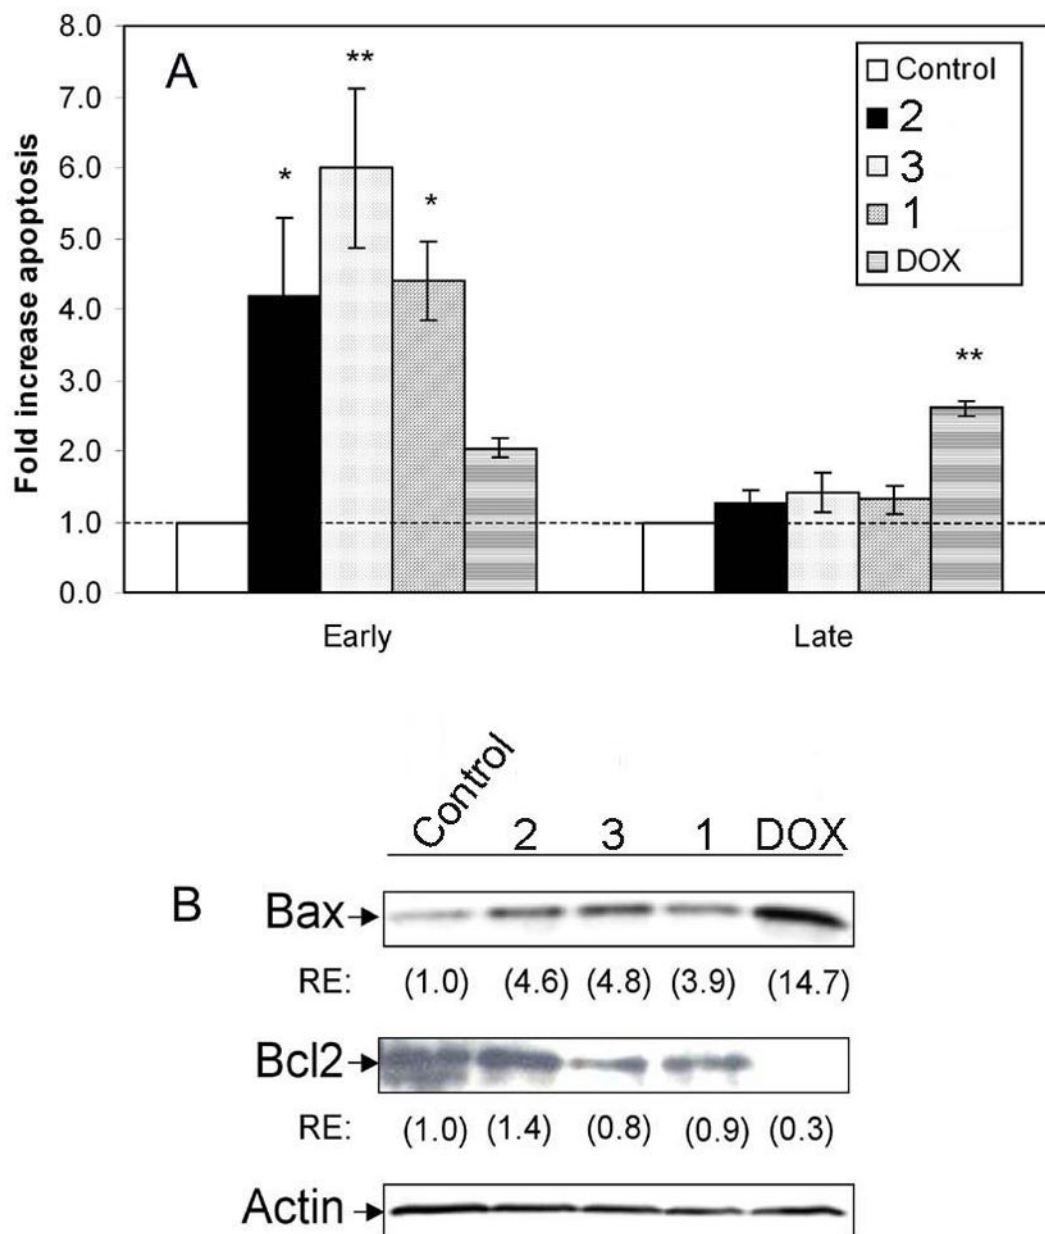 8.0
A
**
Control
7.0
2
6.0
*
3
*
5.0
1
DOX
4.0
**
3.0
2.0
1.0
0.0
Fold increase apoptosis
Early Late
Control 2 3 1 DOX
B Bax
RE: (1.0) (4.6) (4.8) (3.9) (14.7)
Bcl2
RE: (1.0) (1.4) (0.8) (0.9) (0.3)
Actin